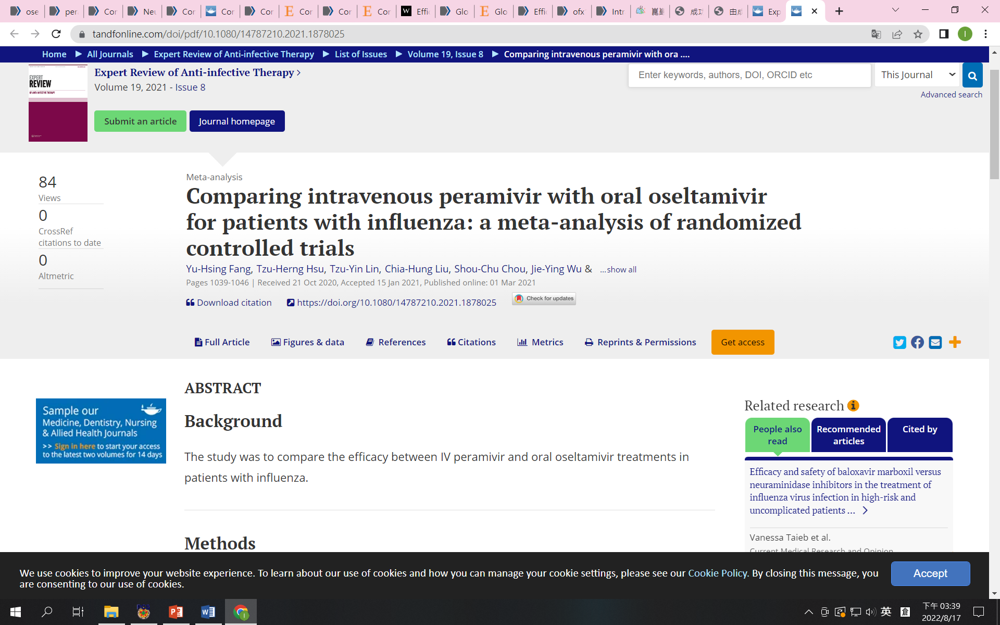 ose
per
Cor
Neu
Cor
Cor
Cor
Cor
Cor
Cor
W Effic
Glo
Glo
Effi
ofx
Intr
成功
由成
Exp
tandfonline.com/doi/pdf/10.1080/14787210.2021.1878025
Home All Journals Expert Review of Anti-infective Therapy List of Issues Volume 19, Issue 8 Comparing intravenous peramivir with ora ....
EXPERT
REVIEW
OF ANTI-INFECTIVE THERAPY
Expert Review of Anti-infective Therapy >
Volume 19, 2021 - Issue 8
Enter keywords, authors, DOI, ORCID etc
This Journal
Advanced search
Submit an article
Journal homepage
84
Views
0
CrossRef
citations to date
0
Altmetric
Meta-analysis
Comparing intravenous peramivir with oral oseltamivir
for patients with influenza: a meta-analysis of randomized
controlled trials
Yu-Hsing Fang, Tzu-Herng Hsu, Tzu-Yin Lin, Chia-Hung Liu, Shou-Chu Chou, Jie-Ying Wu & ...show all
Pages 1039-1046 | Received 21 Oct 2020, Accepted 15 Jan 2021, Published online: 01 Mar 2021
Download citation https://doi.org/10.1080/14787210.2021.1878025 Check for updates
Full Article Figures & data References Citations Metrics Reprints & Permissions Get access
ABSTRACT
Background
The study was to compare the efficacy between IV peramivir and oral oseltamivir treatments in
patients with influenza.
Methods
Sample our
Medicine, Dentistry, Nursing
& Allied Health Journals
>> Sign in here to start your access
to the latest two volumes for 14 days
Related research
People also
read
Recommended
articles
Cited by
Efficacy and safety of baloxavir marboxil versus
neuraminidase inhibitors in the treatment of
influenza virus infection in high-risk and
uncomplicated patients ...
Vanessa Taieb et al.
Current Medical Research and Opinion
We use cookies to improve your website experience. To learn about our use of cookies and how you can manage your cookie settings, please see our Cookie Policy. By closing this message, you
are consenting to our use of cookies.
Accept
英
倉
下午 03:39
2022/8/17